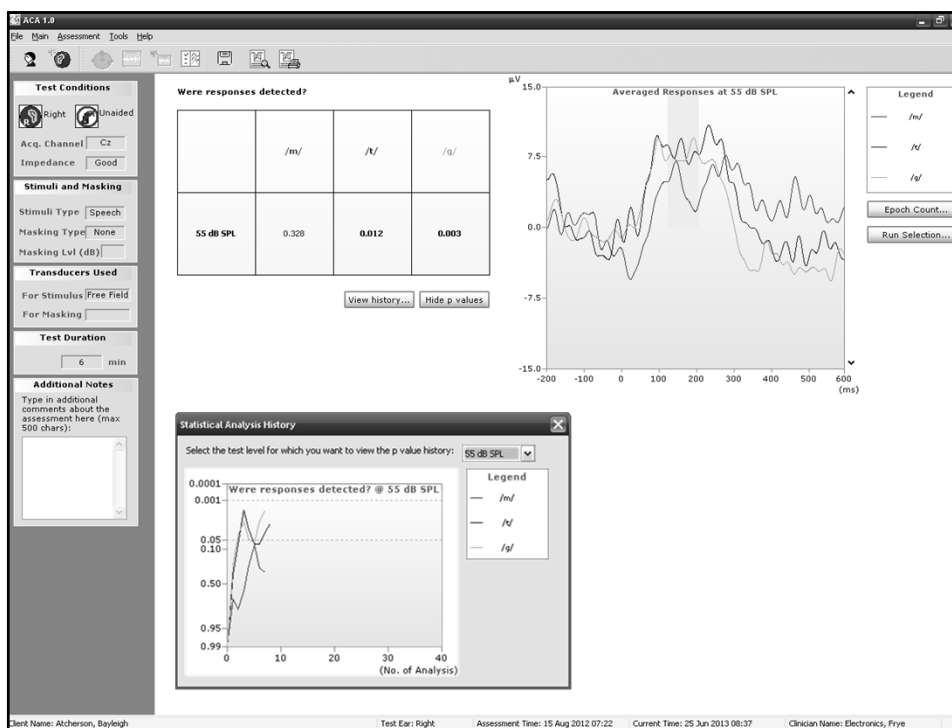 ACA 1.0
File Main Assessment Tools Help
Test Conditions
Right Unaided
Acq. Channel Cz
Impedance Good
Stimuli and Masking
Stimuli Type Speech
Masking Type None
Masking Lvl (dB)
Transducers Used
For Stimulus Free Field
For Masking
Test Duration
6 min
Additional Notes
Type in additional
comments about the
assessment here (max
500 chars):
Were responses detected?
/m/ /t/ /g/
55 dB SPL 0.328 0.012 0.003
View history... Hide p values
µV
Averaged Responses at 55 dB SPL
15.0
7.5
0.0
-7.5
-15.0
-200 -100 0 100 200 300 400 500 600
(ms)
Legend
/m/
/t/
/g/
Epoch Count...
Run Selection...
Statistical Analysis History
Select the test level for which you want to view the p value history: 55 dB SPL
Were responses detected? @ 55 dB SPL
0.0001
0.001
0.05
0.10
0.50
0.95
0.99
0 10 20 30 40
(No. of Analysis)
Legend
/m/
/t/
/g/
Client Name: Atcherson, Bayleigh Test Ear: Right Assessment Time: 15 Aug 2012 07:22 Current Time: 25 Jun 2013 08:37 Clinician Name: Electronics, Frye